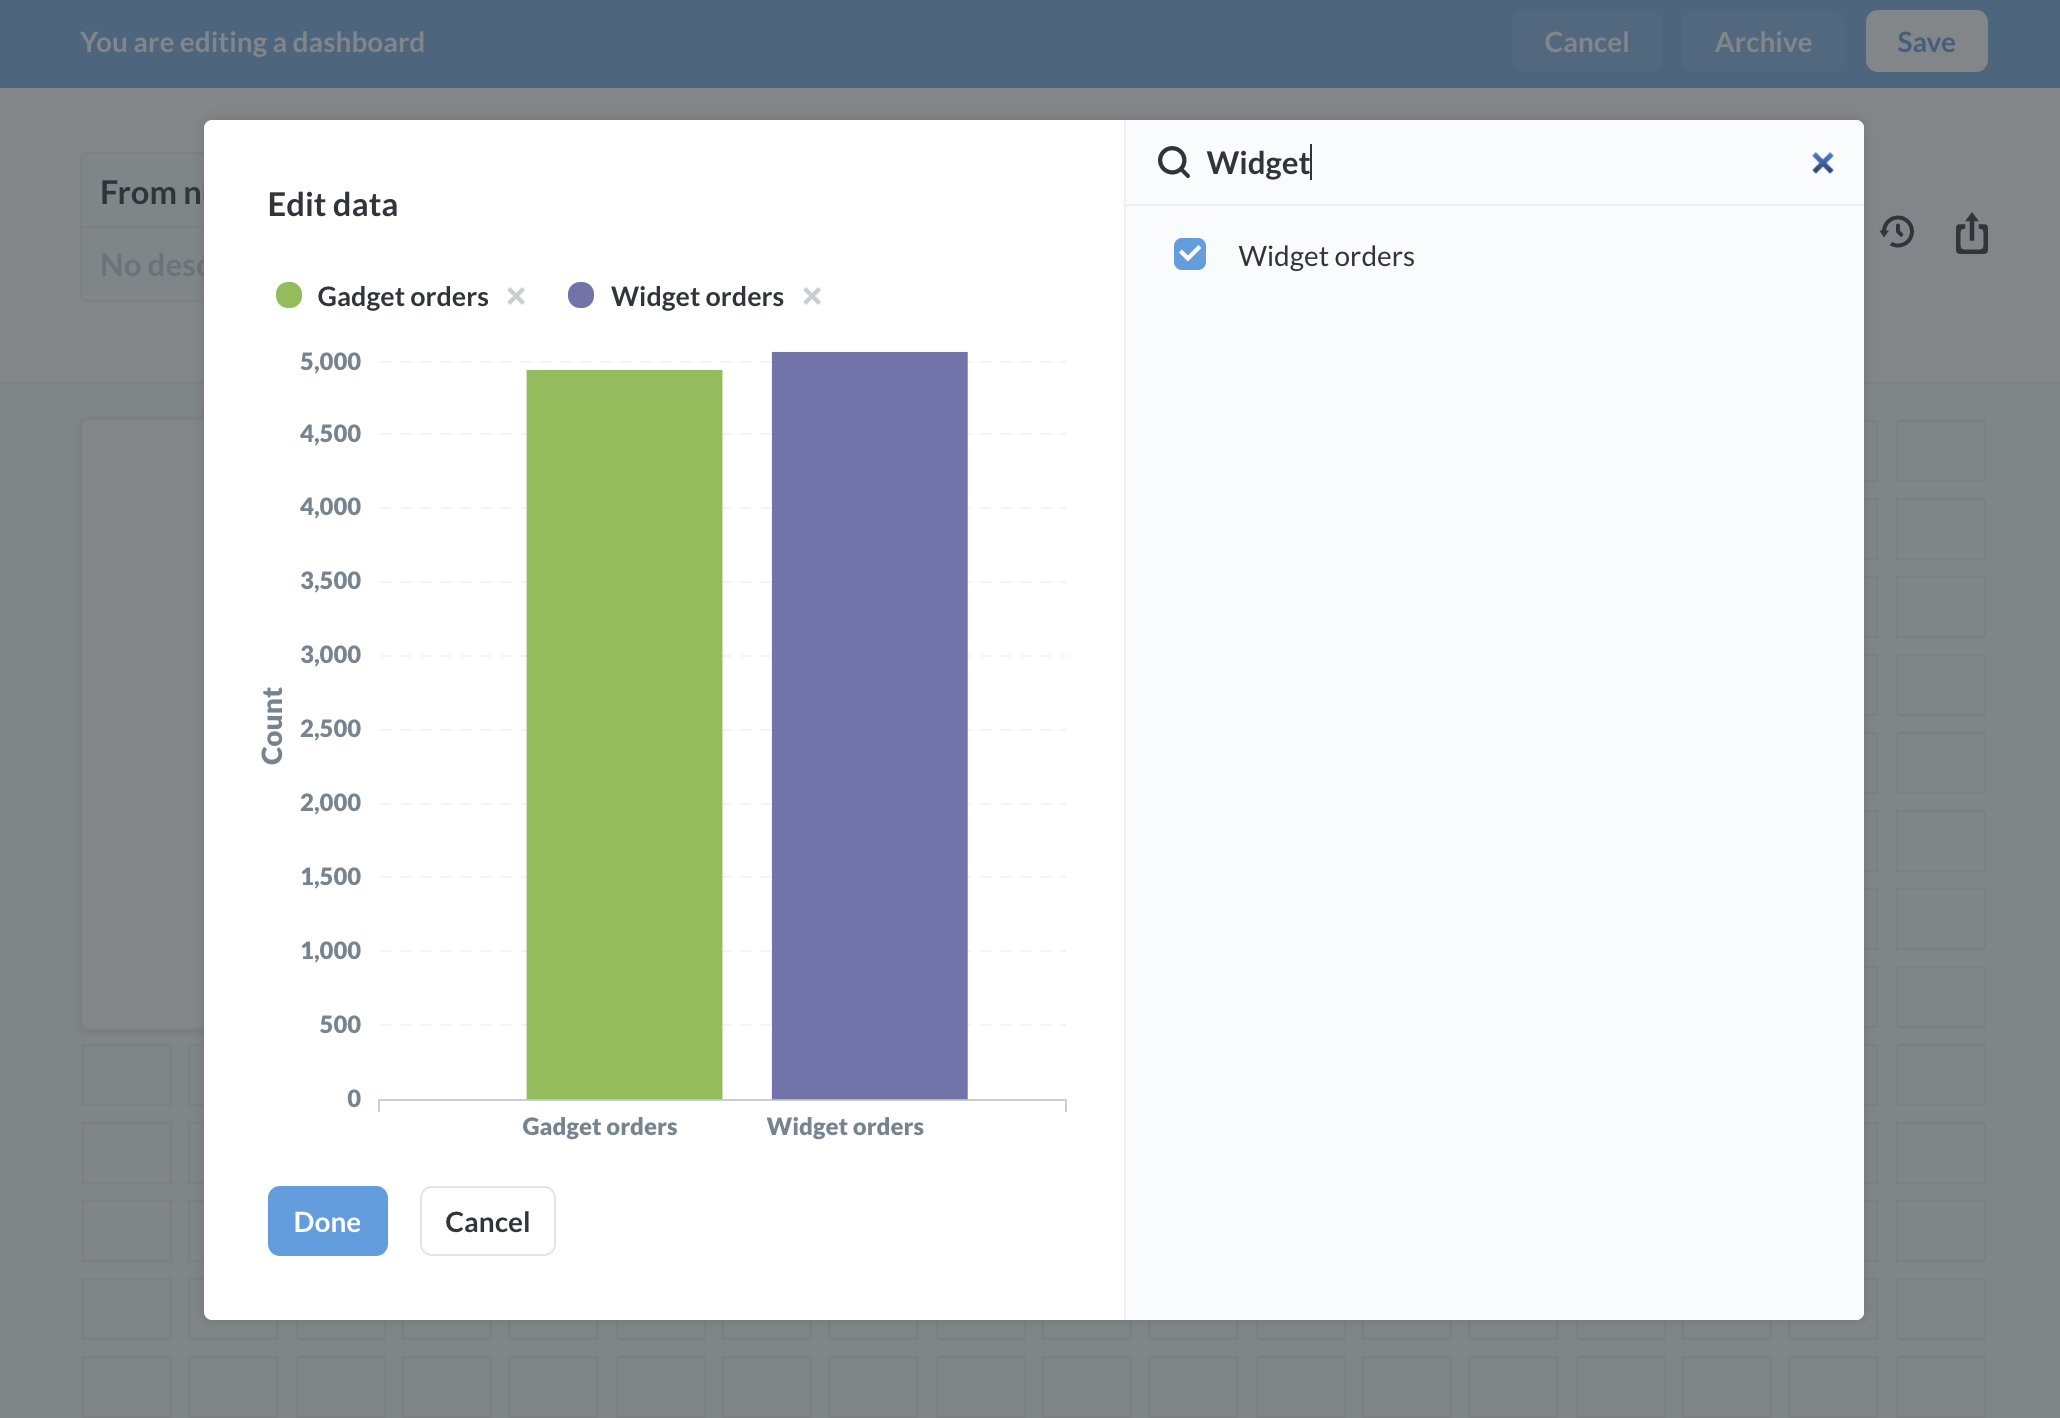 You are editing a dashboard
Cancel
Archive
Save
From n
No desc
Edit data
Gadget orders
Widget orders
5,000
4,500
4,000
3,500
3,000
2,500
2,000
1,500
1,000
500
0
Count
Gadget orders
Widget orders
Done
Cancel
Widget
Widget orders